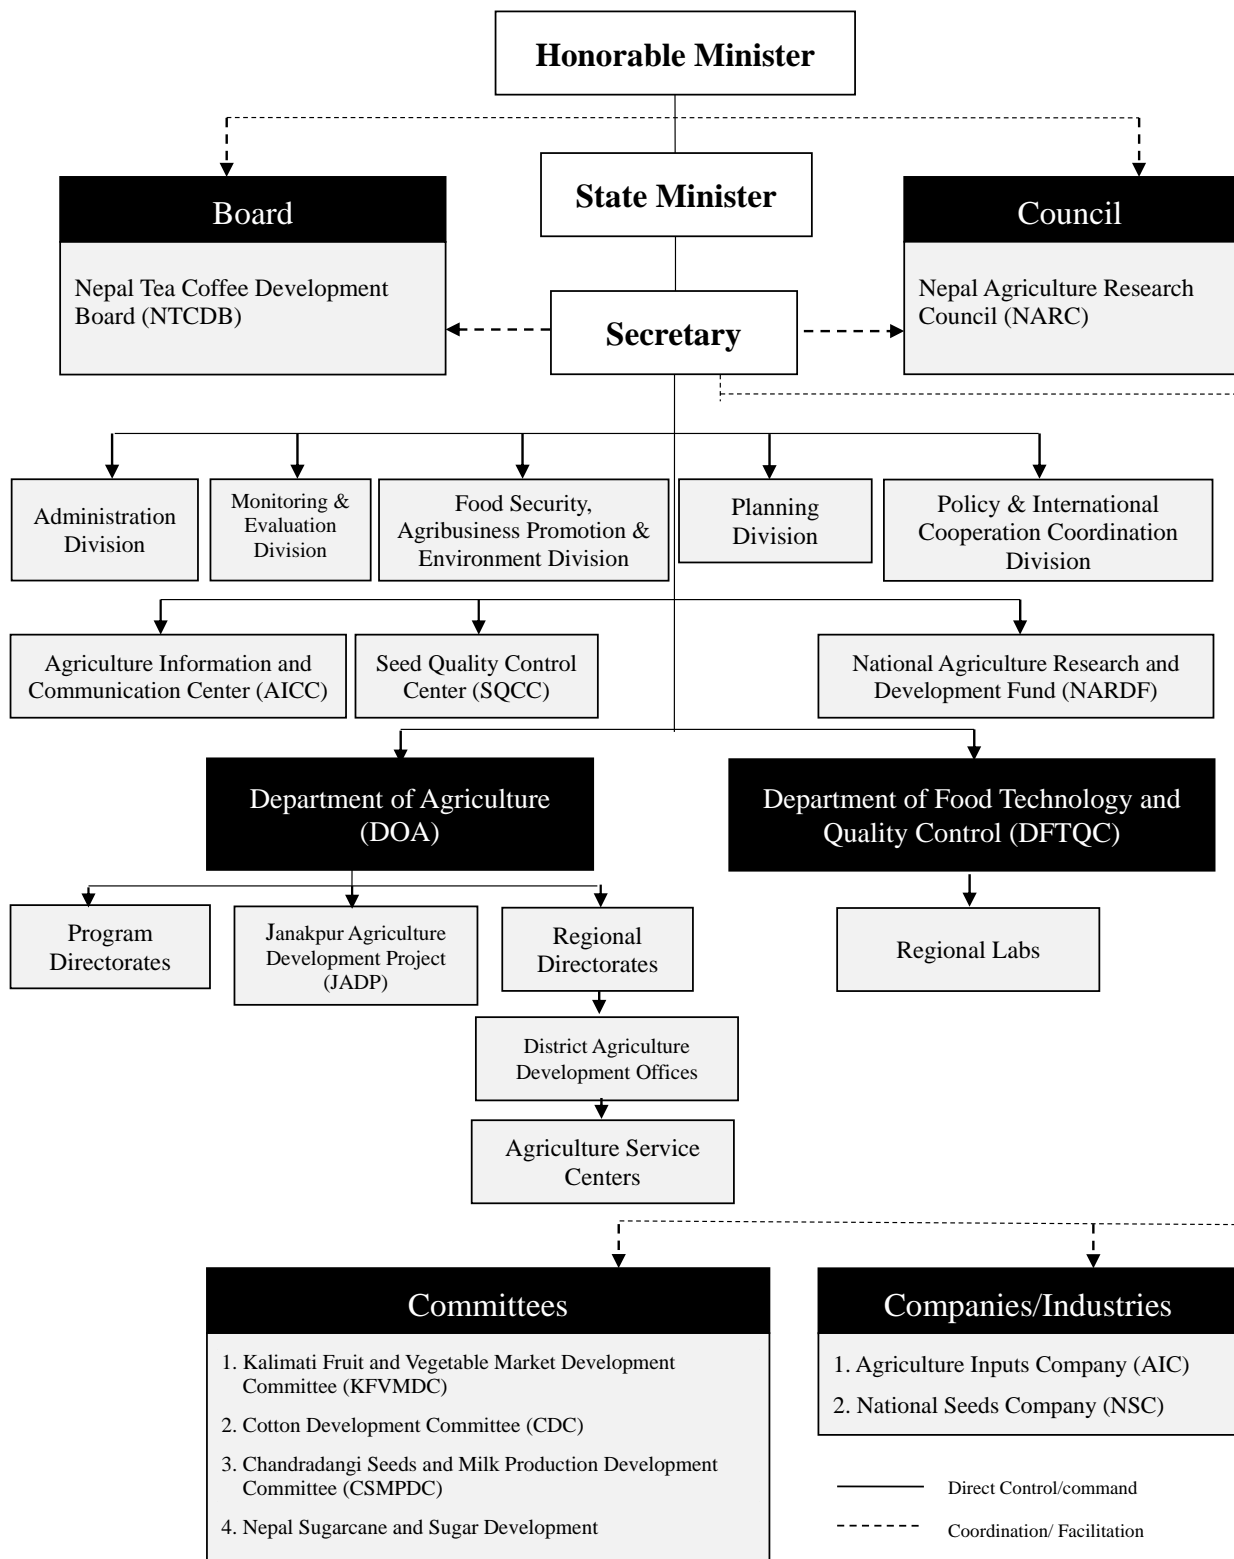 Honorable Minister
State Minister
Board
Council
Nepal Tea Coffee Development
Board (NTCDB)
Nepal Agriculture Research
Council (NARC)
Secretary
Administration
Division
Monitoring &
Evaluation
Division
Food Security,
Agribusiness Promotion &
Environment Division
Planning
Division
Policy & International
Cooperation Coordination
Division
Agriculture Information and
Communication Center (AICC)
Seed Quality Control
Center (SQCC)
National Agriculture Research and
Development Fund (NARDF)
Department of Agriculture
(DOA)
Department of Food Technology and
Quality Control (DFTQC)
Program
Directorates
Janakpur Agriculture
Development Project
(JADP)
Regional
Directorates
Regional Labs
District Agriculture
Development Offices
Agriculture Service
Centers
Committees
1. Kalimati Fruit and Vegetable Market Development
Committee (KFVMDC)
2. Cotton Development Committee (CDC)
3. Chandradangi Seeds and Milk Production Development
Committee (CSMPDC)
4. Nepal Sugarcane and Sugar Development
Companies/Industries
1. Agriculture Inputs Company (AIC)
2. National Seeds Company (NSC)
Direct Control/command
Coordination/ Facilitation